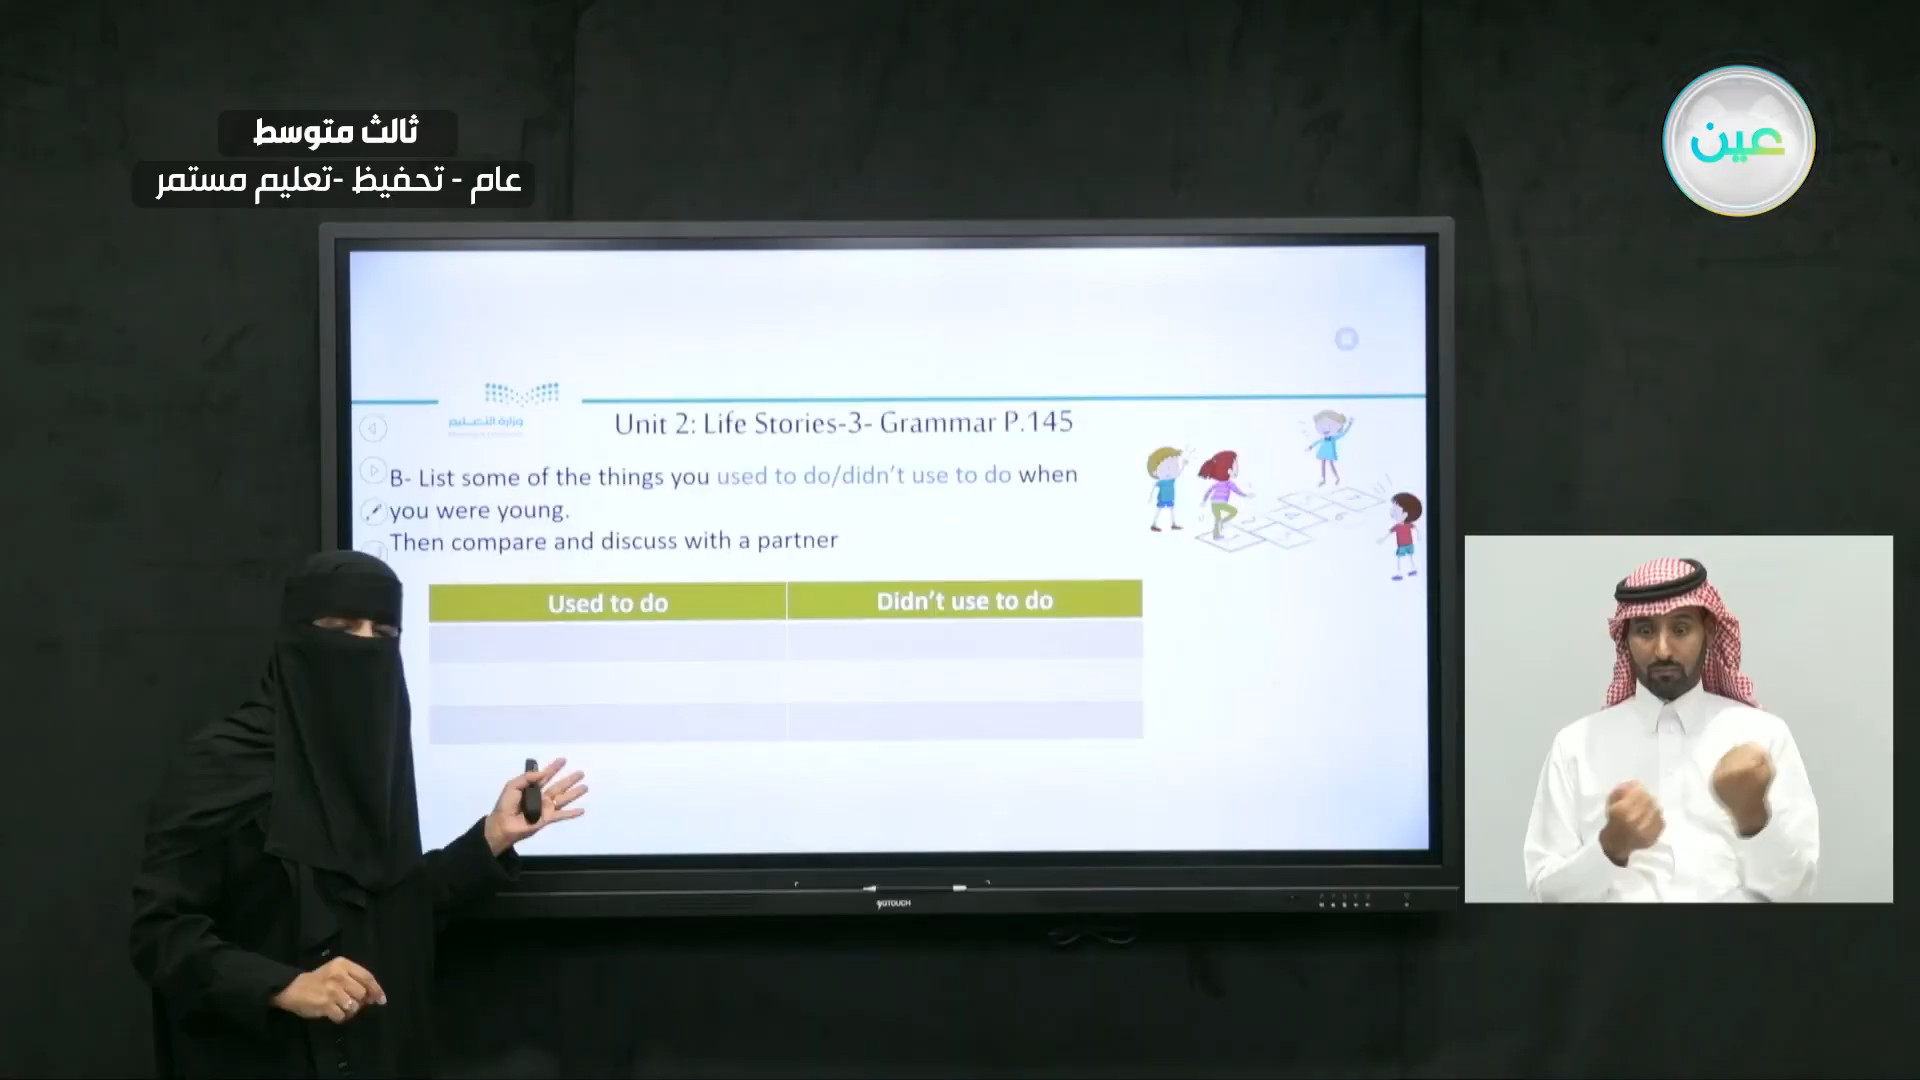 ثالث متوسط
عام - تحفيظ -تعليم مستمر
عين
وزارة التعليم
Unit 2: Life Stories-3- Grammar P.145
B- List some of the things you used to do/didn't use to do when
you were young.
Then compare and discuss with a partner
Used to do
Didn't use to do